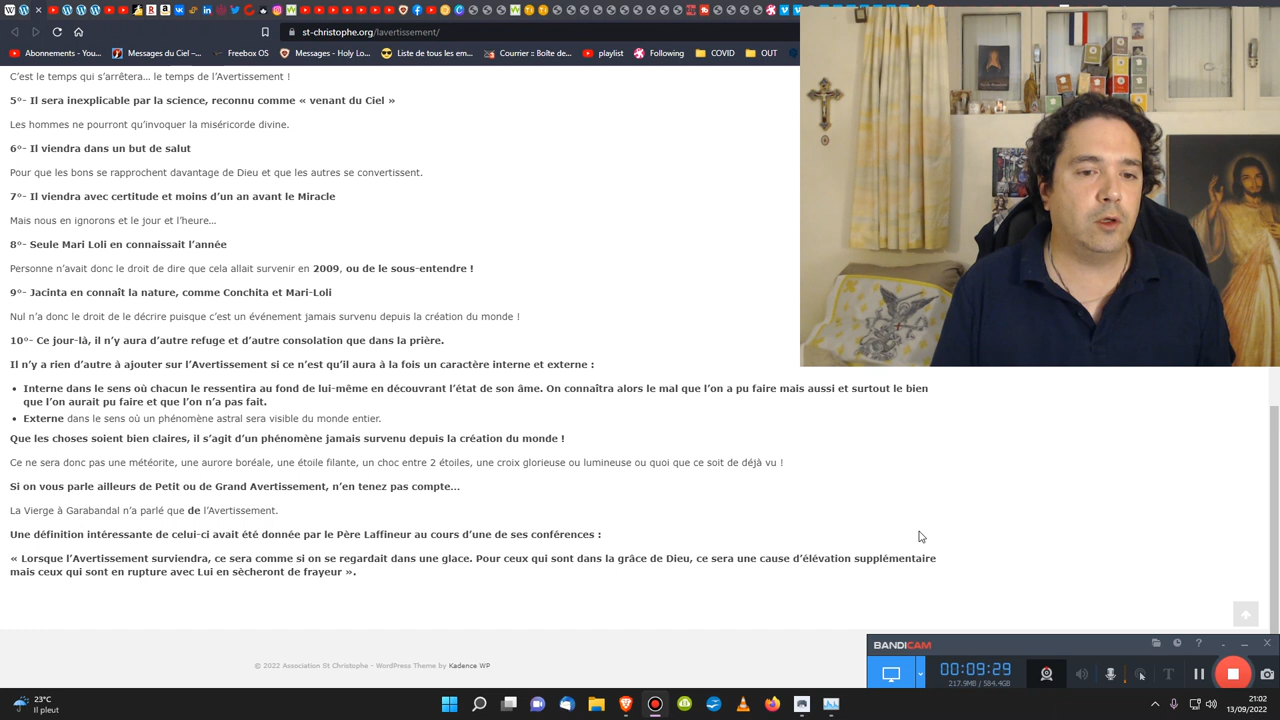 st-christophe.org/lavertissement/
Abonnements - You...
Messages du Ciel –...
Freebox OS
Messages - Holy Lo...
Liste de tous les em...
Courrier :: Boîte de...
playlist
Following
COVID
OUT
C’est le temps qui s’arrêtera… le temps de l’Avertissement !
5°- Il sera inexplicable par la science, reconnu comme « venant du Ciel »
Les hommes ne pourront qu’invoquer la miséricorde divine.
6°- Il viendra dans un but de salut
Pour que les bons se rapprochent davantage de Dieu et que les autres se convertissent.
7°- Il viendra avec certitude et moins d’un an avant le Miracle
Mais nous en ignorons et le jour et l’heure…
8°- Seule Mari Loli en connaissait l’année
Personne n’avait donc le droit de dire que cela allait survenir en 2009, ou de le sous-entendre !
9°- Jacinta en connaît la nature, comme Conchita et Mari-Loli
Nul n’a donc le droit de le décrire puisque c’est un événement jamais survenu depuis la création du monde !
10°- Ce jour-là, il n’y aura d’autre refuge et d’autre consolation que dans la prière.
Il n’y a rien d’autre à ajouter sur l’Avertissement si ce n’est qu’il aura à la fois un caractère interne et externe :
• Interne dans le sens où chacun le ressentira au fond de lui-même en découvrant l’état de son âme. On connaîtra alors le mal que l’on a pu faire mais aussi et surtout le bien
que l’on aurait pu faire et que l’on n’a pas fait.
• Externe dans le sens où un phénomène astral sera visible du monde entier.
Que les choses soient bien claires, il s’agit d’un phénomène jamais survenu depuis la création du monde !
Ce ne sera donc pas une météorite, une aurore boréale, une étoile filante, un choc entre 2 étoiles, une croix glorieuse ou lumineuse ou quoi que ce soit de déjà vu !
Si on vous parle ailleurs de Petit ou de Grand Avertissement, n’en tenez pas compte…
La Vierge à Garabandal n’a parlé que de l’Avertissement.
Une définition intéressante de celui-ci avait été donnée par le Père Laffineur au cours d’une de ses conférences :
« Lorsque l’Avertissement surviendra, ce sera comme si on se regardait dans une glace. Pour ceux qui sont dans la grâce de Dieu, ce sera une cause d’élévation supplémentaire
mais ceux qui sont en rupture avec Lui en sècheront de frayeur ».
© 2022 Association St Christophe - WordPress Theme by Kadence WP
BANDICAM
00:09:29
217.9MB / 584.4GB
23°C
Il pleut
21:02
13/09/2022